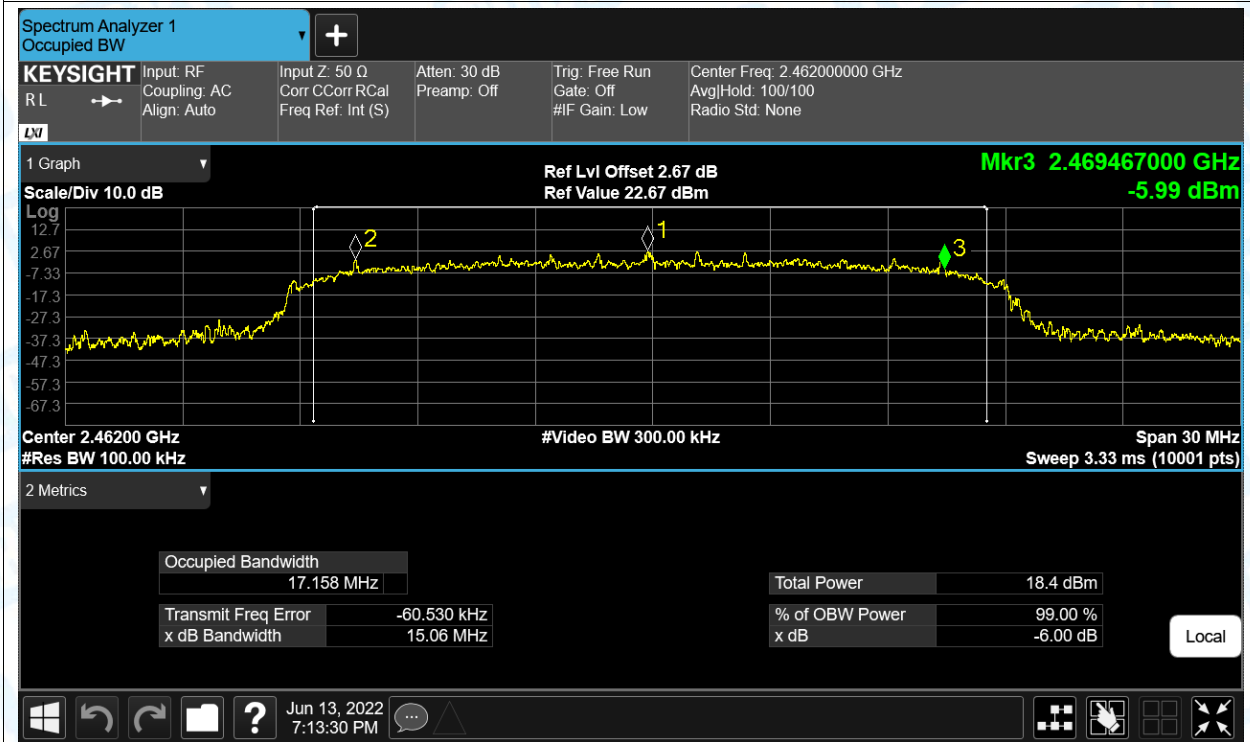 Spectrum Analyzer 1
Occupied BW
▼
+
KEYSIGHT
R L
LXI
Input: RF
Coupling: AC
Align: Auto
Input Z: 50 Ω
Corr CCorr RCal
Freq Ref: Int (S)
Atten: 30 dB
Preamp: Off
Trig: Free Run
Gate: Off
#IF Gain: Low
Center Freq: 2.462000000 GHz
Avg|Hold: 100/100
Radio Std: None
1 Graph ▼
Scale/Div 10.0 dB
Ref Lvl Offset 2.67 dB
Ref Value 22.67 dBm
Mkr3 2.469467000 GHz
-5.99 dBm
Log
12.7
2.67
-7.33
-17.3
-27.3
-37.3
-47.3
-57.3
-67.3
2
1
3
Center 2.46200 GHz
#Video BW 300.00 kHz
Span 30 MHz
#Res BW 100.00 kHz
Sweep 3.33 ms (10001 pts)
2 Metrics ▼
Occupied Bandwidth
17.158 MHz
Total Power 18.4 dBm
Transmit Freq Error -60.530 kHz
% of OBW Power 99.00 %
x dB Bandwidth 15.06 MHz
x dB -6.00 dB
Local
?
Jun 13, 2022
7:13:30 PM
...